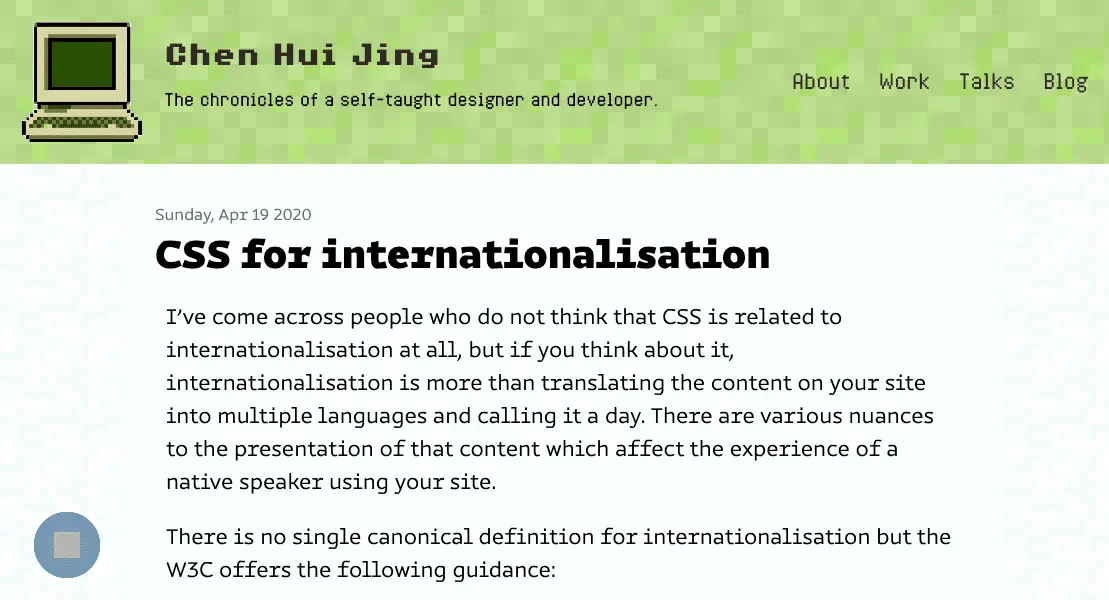 Chen Hui Jing
The chronicles of a self-taught designer and developer.
About Work Talks Blog
Sunday, Apr 19 2020
CSS for internationalisation
I’ve come across people who do not think that CSS is related to
internationalisation at all, but if you think about it,
internationalisation is more than translating the content on your site
into multiple languages and calling it a day. There are various nuances
to the presentation of that content which affect the experience of a
native speaker using your site.
There is no single canonical definition for internationalisation but the
W3C offers the following guidance: